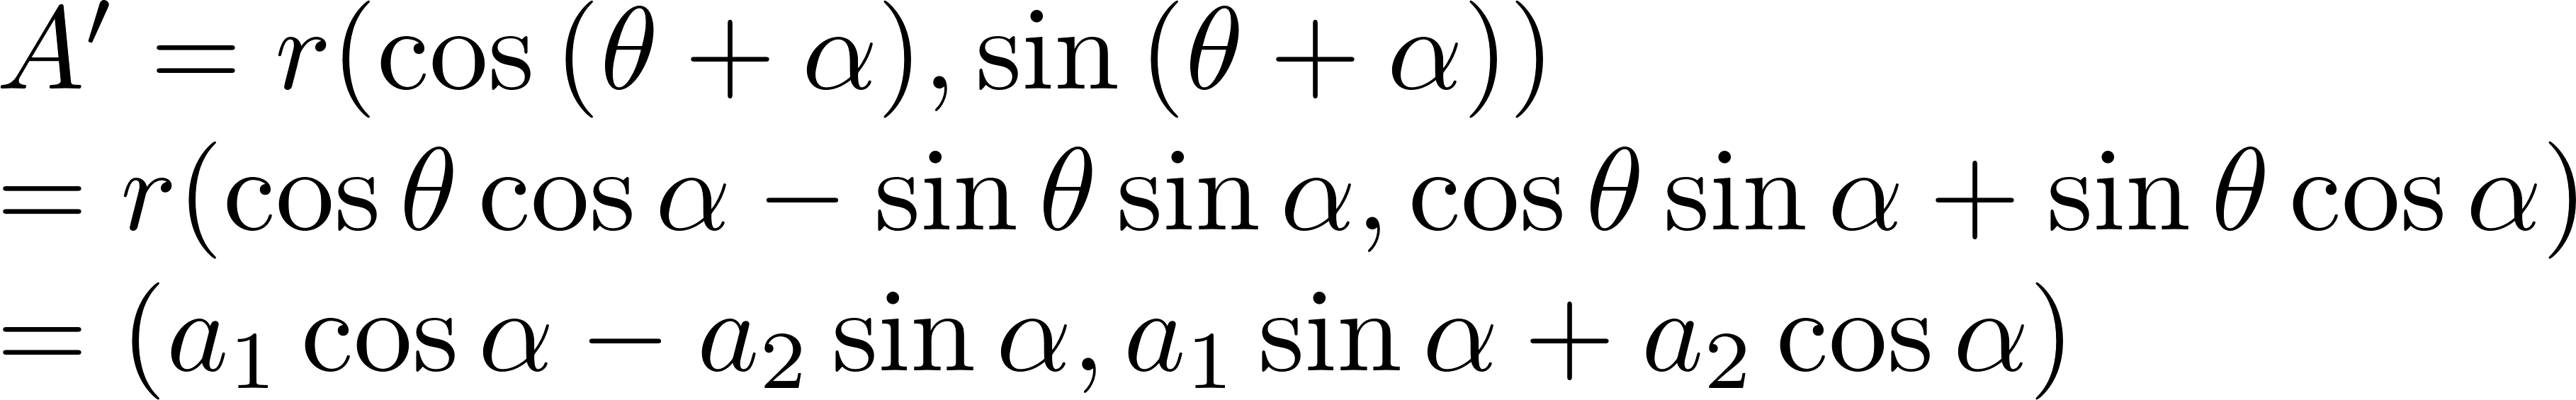 A′ = r(cos (θ + α), sin (θ + α))
= r(cos θ cos α − sin θ sin α, cos θ sin α + sin θ cos α)
= (a₁ cos α − a₂ sin α, a₁ sin α + a₂ cos α)